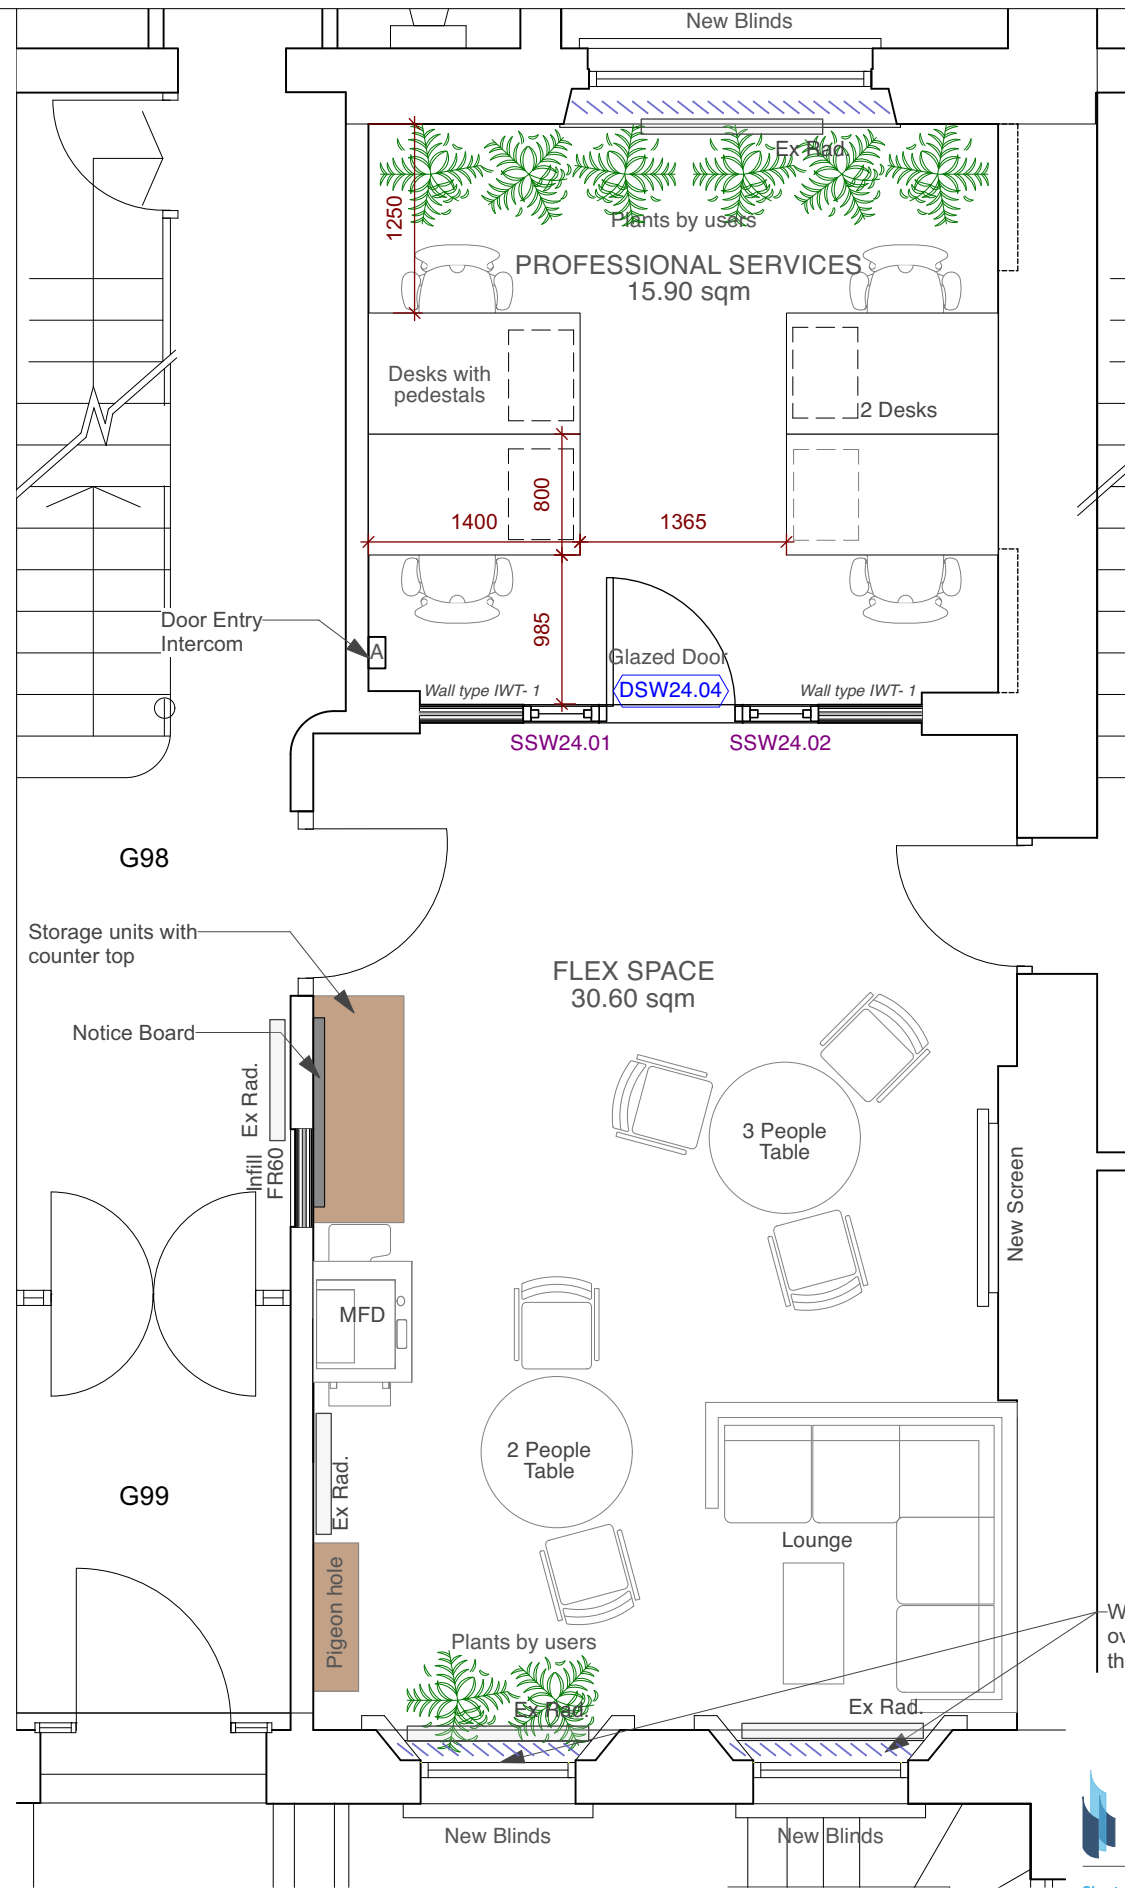 New Blinds
Ex Rad.
1250
Plants by users
PROFESSIONAL SERVICES
15.90 sqm
Desks with
pedestals
2 Desks
800
1400
1365
985
Door Entry
Intercom
A
Glazed Door
Wall type IWT- 1
DSW24.04
Wall type IWT- 1
SSW24.01
SSW24.02
G98
Storage units with
counter top
FLEX SPACE
30.60 sqm
Notice Board
Ex Rad.
Infill
FR60
3 People
Table
New Screen
MFD
2 People
Table
G99
Ex Rad.
Lounge
Pigeon hole
Plants by users
W
ov
th
Ex Rad.
Ex Rad.
New Blinds
New Blinds